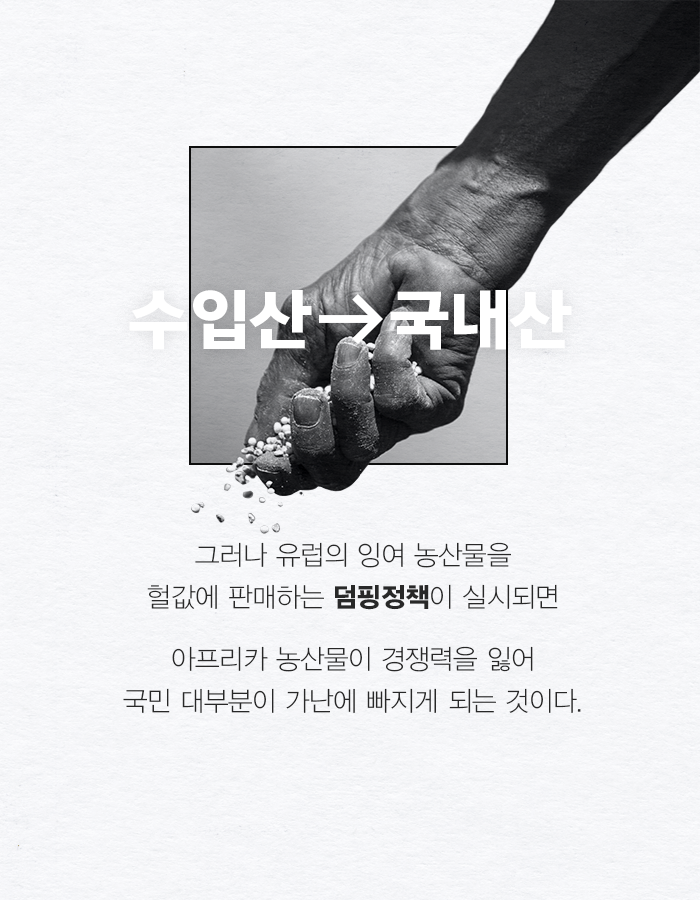 수입산→국내산
그러나 유럽의 잉여 농산물을
헐값에 판매하는 덤핑정책이 실시되면
아프리카 농산물이 경쟁력을 잃어
국민 대부분이 가난에 빠지게 되는 것이다.